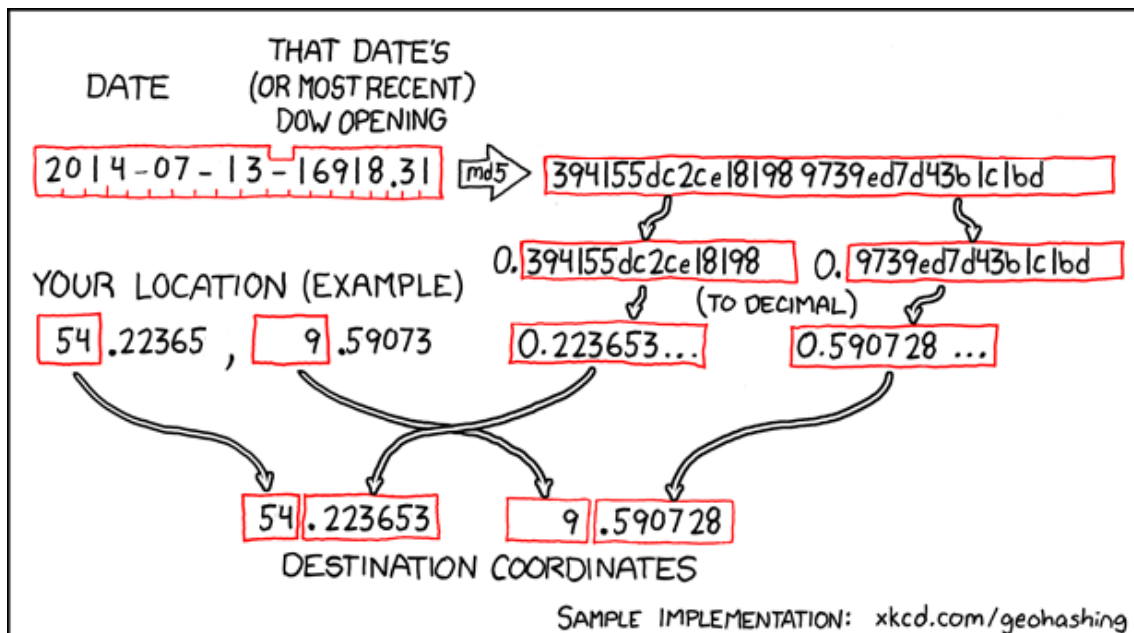 DATE
THAT DATE'S
(OR MOST RECENT)
DOW OPENING
2014-07-13-16918.31
md5
394155dc2ce181989739ed7d43b1c1bd
0.394155dc2ce18198
0.9739ed7d43b1c1bd
(TO DECIMAL)
YOUR LOCATION (EXAMPLE)
54.22365, 9.59073
0.223653...
0.590728...
54.223653
9.590728
DESTINATION COORDINATES
SAMPLE IMPLEMENTATION: xkcd.com/geohashing